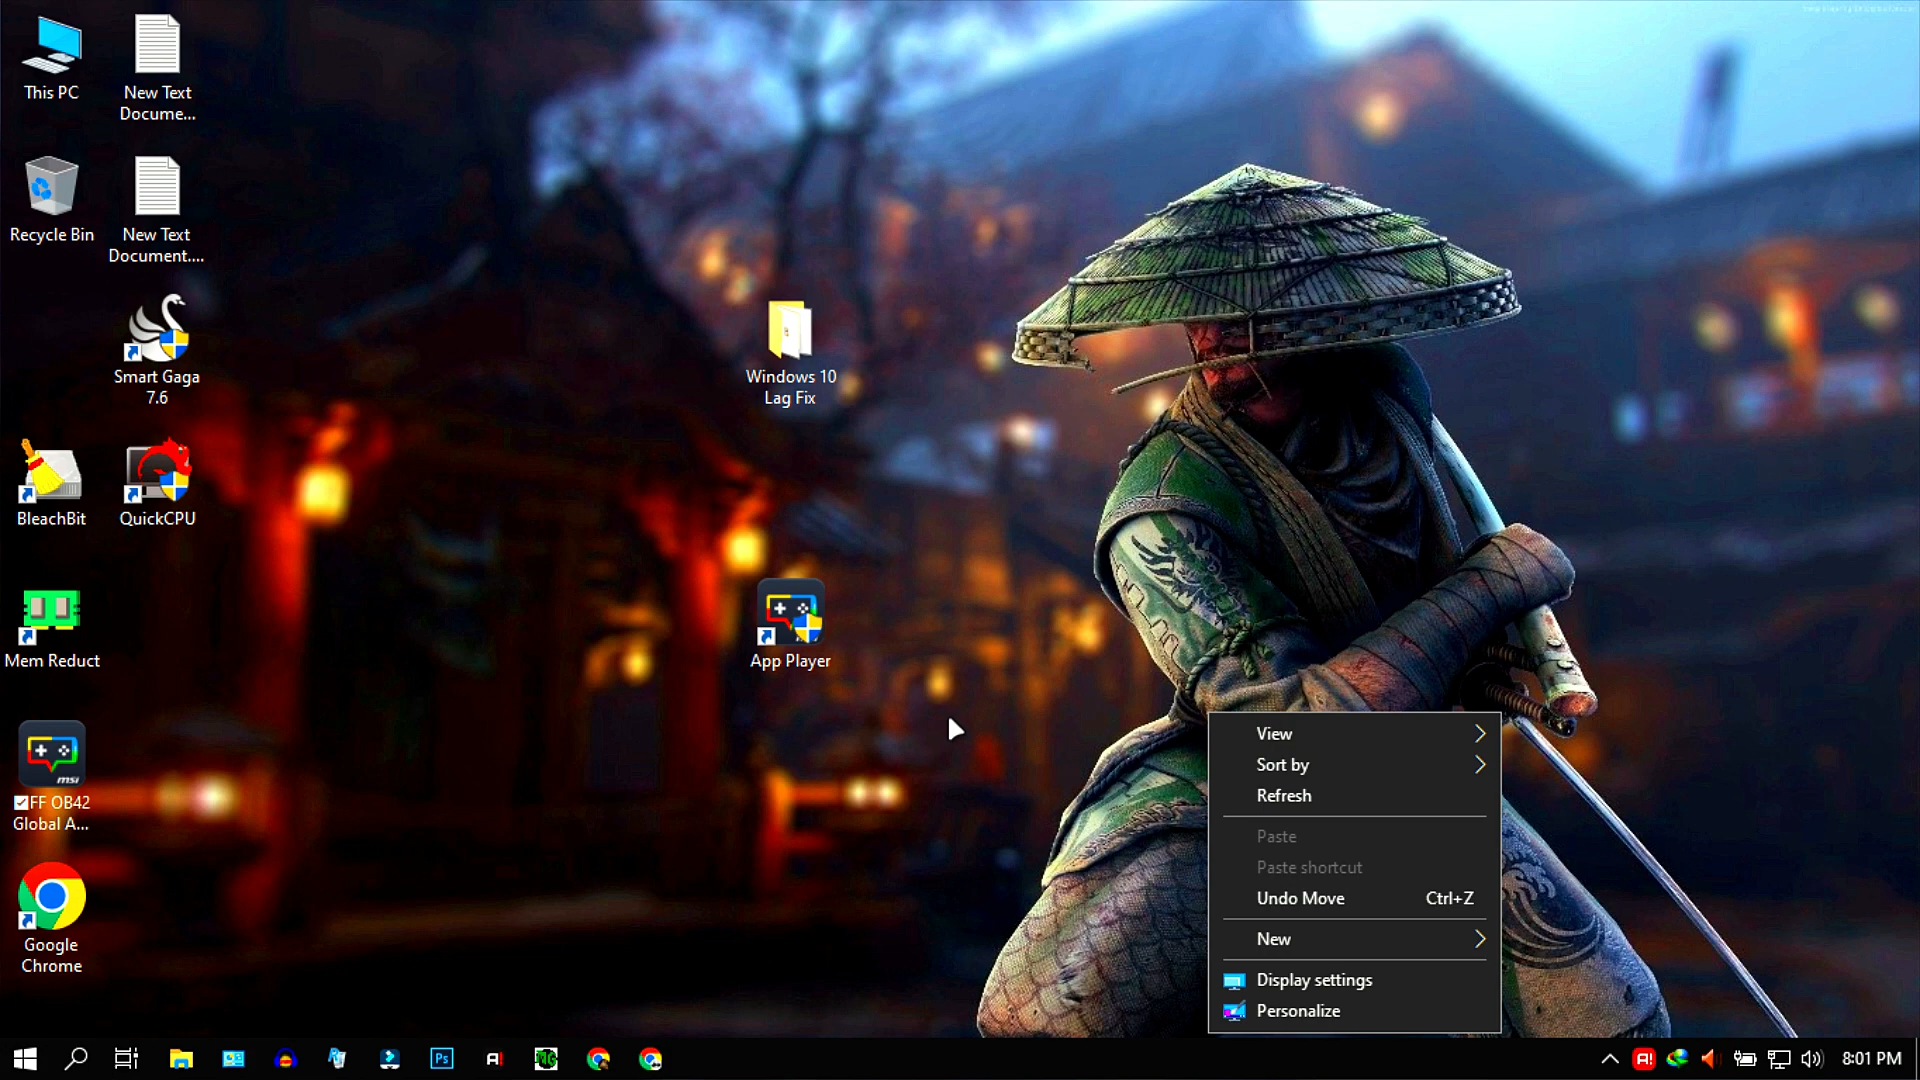 This PC
New Text
Docume...
Recycle Bin
New Text
Document....
Smart Gaga
7.6
Windows 10
Lag Fix
BleachBit
QuickCPU
Mem Reduct
App Player
msi
FF OB42
Global A...
Google
Chrome
View
Sort by
Refresh
Paste
Paste shortcut
Undo Move Ctrl+Z
New
Display settings
Personalize
Ps
A!
A!
8:01 PM